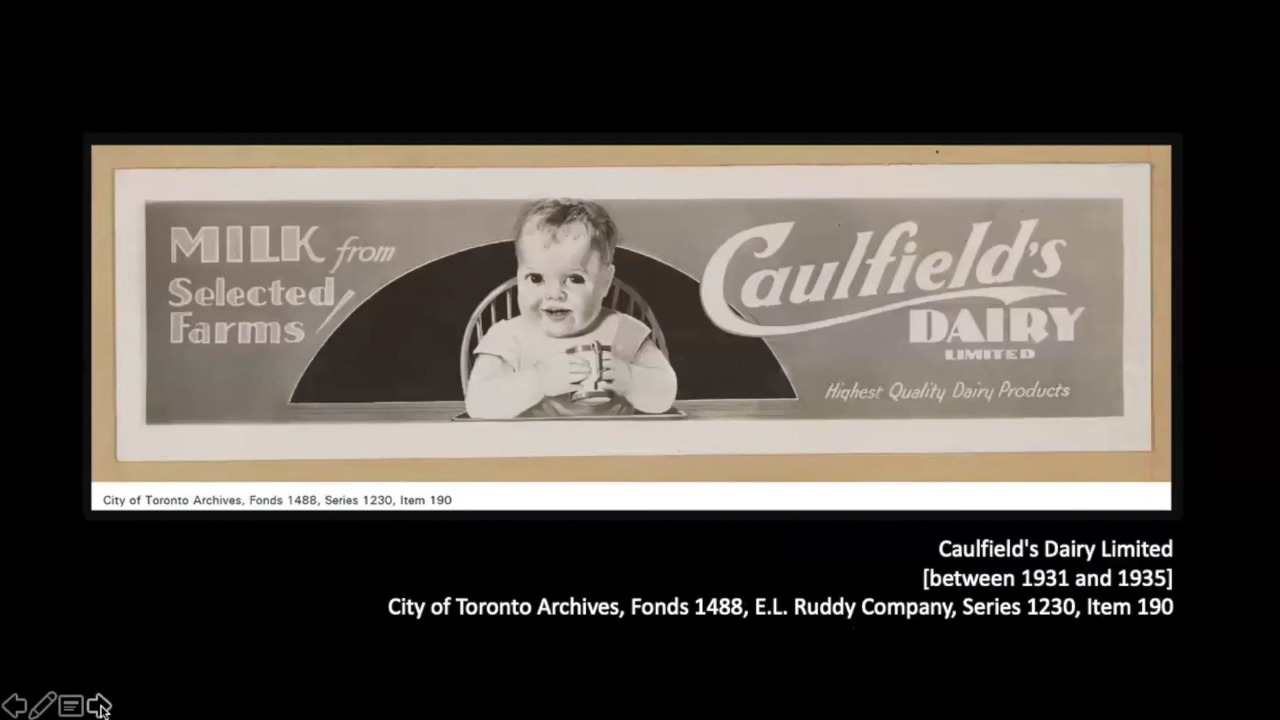 MILK from
Selected
Farms
Caulfield's
DAIRY
LIMITED
Highest Quality Dairy Products
City of Toronto Archives, Fonds 1488, Series 1230, Item 190
Caulfield's Dairy Limited
[between 1931 and 1935]
City of Toronto Archives, Fonds 1488, E.L. Ruddy Company, Series 1230, Item 190